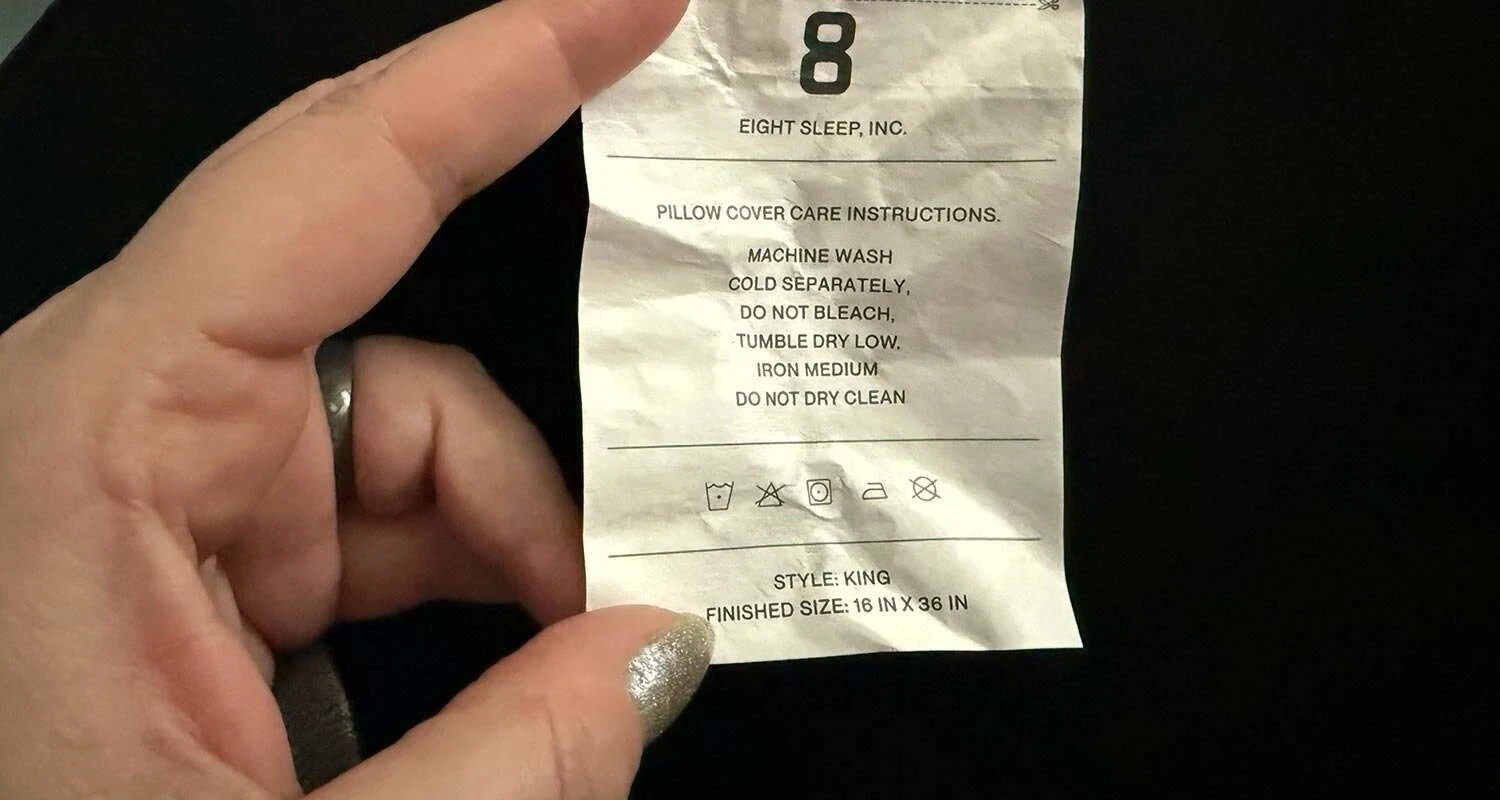 8
EIGHT SLEEP, INC.
PILLOW COVER CARE INSTRUCTIONS.
MACHINE WASH
COLD SEPARATELY,
DO NOT BLEACH,
TUMBLE DRY LOW.
IRON MEDIUM
DO NOT DRY CLEAN
STYLE: KING
FINISHED SIZE: 16 IN X 36 IN